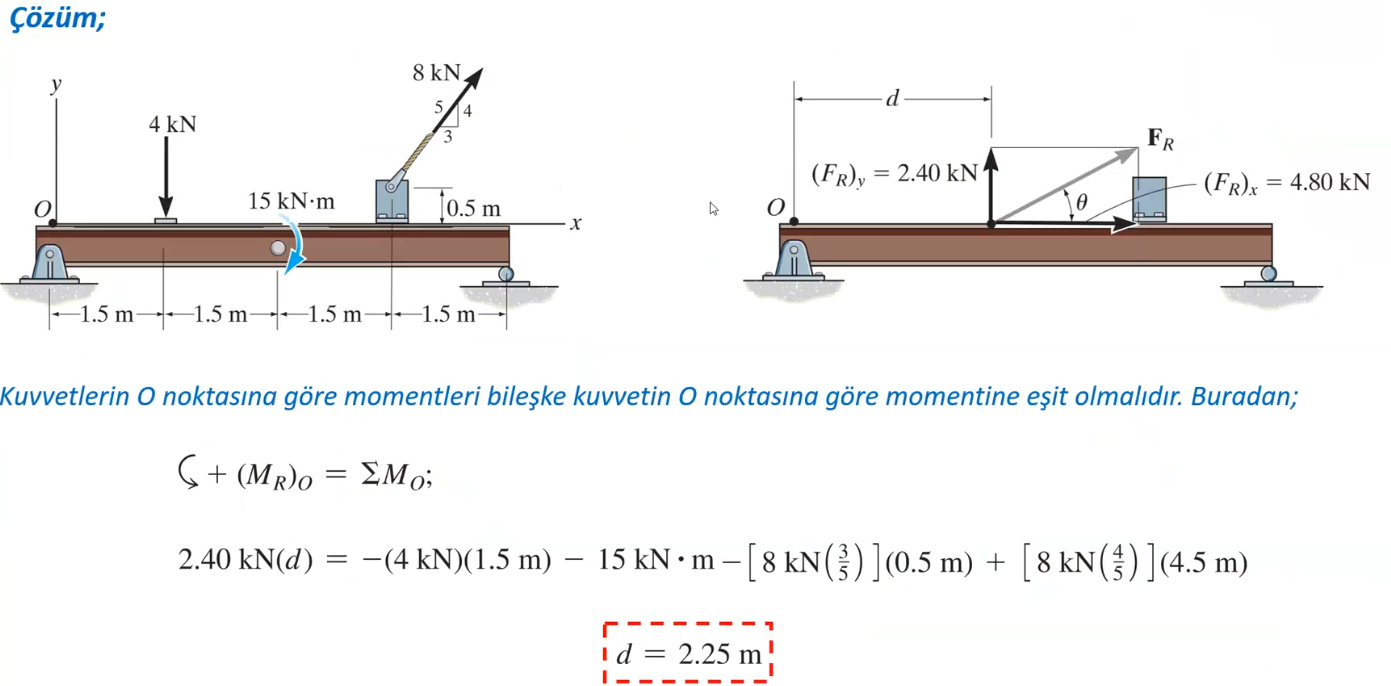 Çözüm;
y
8 kN
5
4
3
4 kN
O
15 kN·m
0.5 m
x
1.5 m
1.5 m
1.5 m
1.5 m
d
(F_R)_y = 2.40 kN
F_R
(F_R)_x = 4.80 kN
θ
O
Kuvvetlerin O noktasına göre momentleri bileşke kuvvetin O noktasına göre momentine eşit olmalıdır. Buradan;
⤹ + (M_R)_O = ΣM_O;
2.40 kN(d) = −(4 kN)(1.5 m) − 15 kN·m − [8 kN(3/5)](0.5 m) + [8 kN(4/5)](4.5 m)
d = 2.25 m